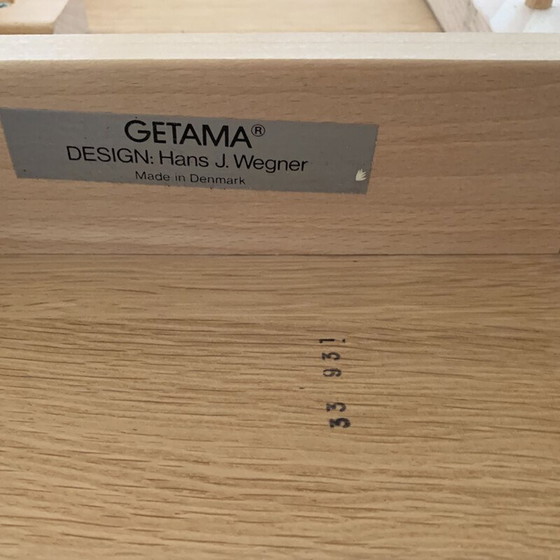 GETAMA®
DESIGN: Hans J. Wegner
Made in Denmark
33 931